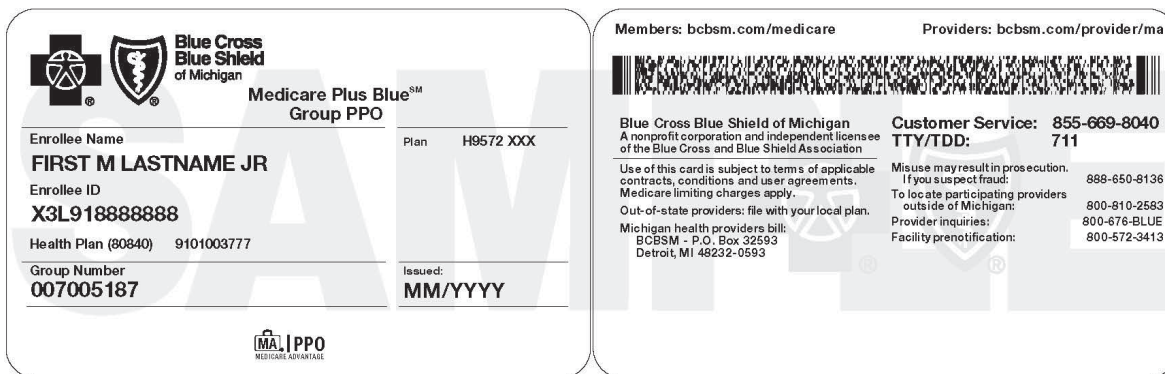 Blue Cross
Blue Shield
of Michigan
®
®
Medicare Plus Blue℠
Group PPO
Enrollee Name
FIRST M LASTNAME JR
Plan H9572 XXX
Enrollee ID
X3L918888888
Health Plan (80840) 9101003777
Group Number
007005187
Issued:
MM/YYYY
MA PPO
MEDICARE ADVANTAGE
Members: bcbsm.com/medicare
Providers: bcbsm.com/provider/ma
Blue Cross Blue Shield of Michigan
A nonprofit corporation and independent licensee
of the Blue Cross and Blue Shield Association
Use of this card is subject to terms of applicable
contracts, conditions and user agreements.
Medicare limiting charges apply.
Out-of-state providers: file with your local plan.
Michigan health providers bill:
BCBSM - P.O. Box 32593
Detroit, MI 48232-0593
Customer Service: 855-669-8040
TTY/TDD: 711
Misuse may result in prosecution.
If you suspect fraud: 888-650-8136
To locate participating providers
outside of Michigan: 800-810-2583
Provider inquiries: 800-676-BLUE
Facility prenotification: 800-572-3413
®
®
SAMPLE